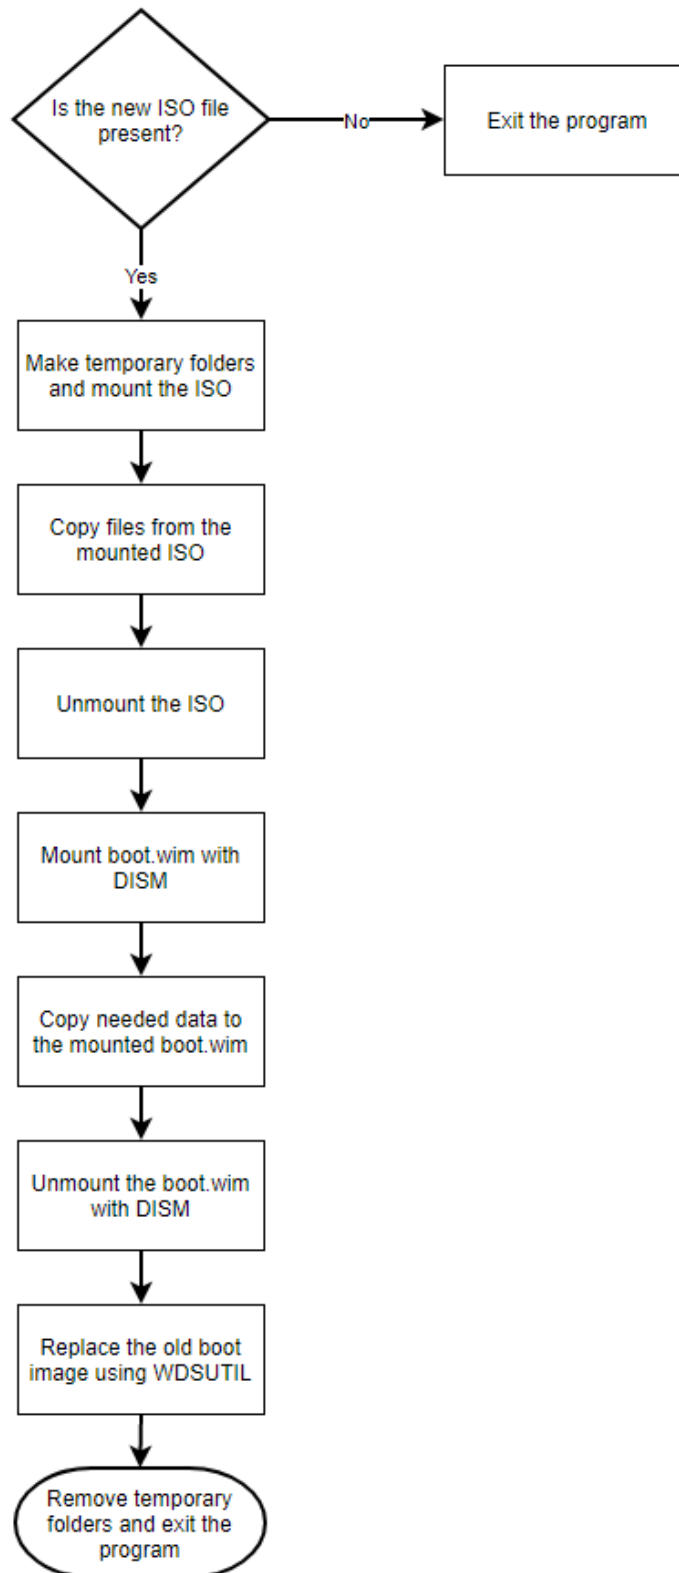 Is the new ISO file
present?
No
Exit the program
Yes
Make temporary folders
and mount the ISO
Copy files from the
mounted ISO
Unmount the ISO
Mount boot.wim with
DISM
Copy needed data to
the mounted boot.wim
Unmount the boot.wim
with DISM
Replace the old boot
image using WDSUTIL
Remove temporary
folders and exit the
program